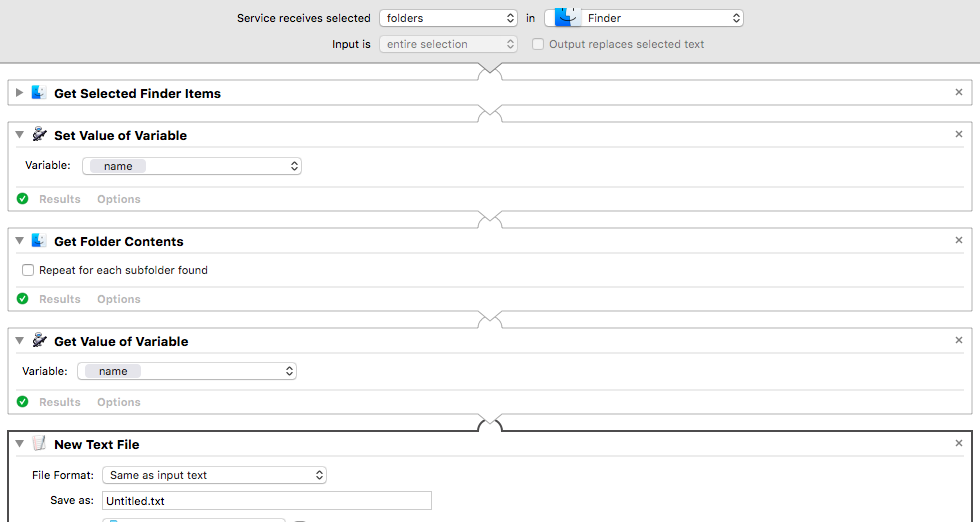 Service receives selected folders in Finder
Input is entire selection Output replaces selected text
Get Selected Finder Items
Set Value of Variable
Variable: name
Results Options
Get Folder Contents
Repeat for each subfolder found
Results Options
Get Value of Variable
Variable: name
Results Options
New Text File
File Format: Same as input text
Save as: Untitled.txt